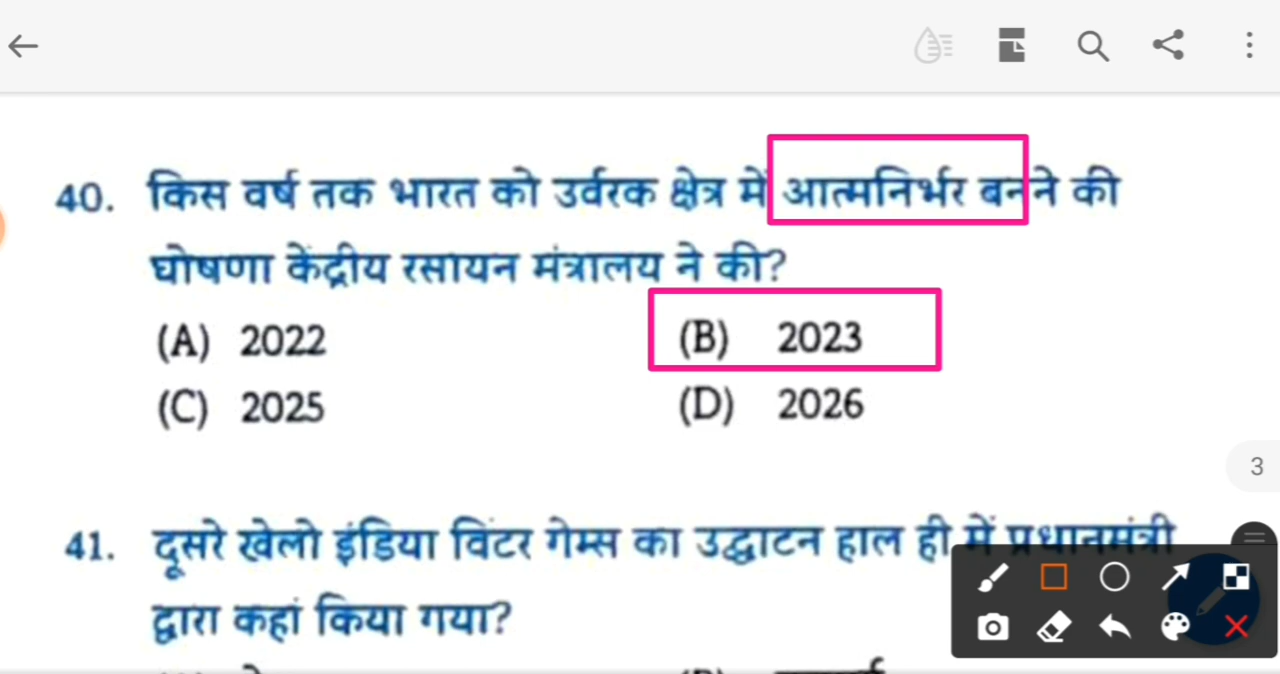 40. किस वर्ष तक भारत को उर्वरक क्षेत्र में आत्मनिर्भर बनने की
घोषणा केंद्रीय रसायन मंत्रालय ने की?
(A) 2022 (B) 2023
(C) 2025 (D) 2026
3
41. दूसरे खेलो इंडिया विंटर गेम्स का उद्घाटन हाल ही में प्रधानमंत्री
द्वारा कहां किया गया?